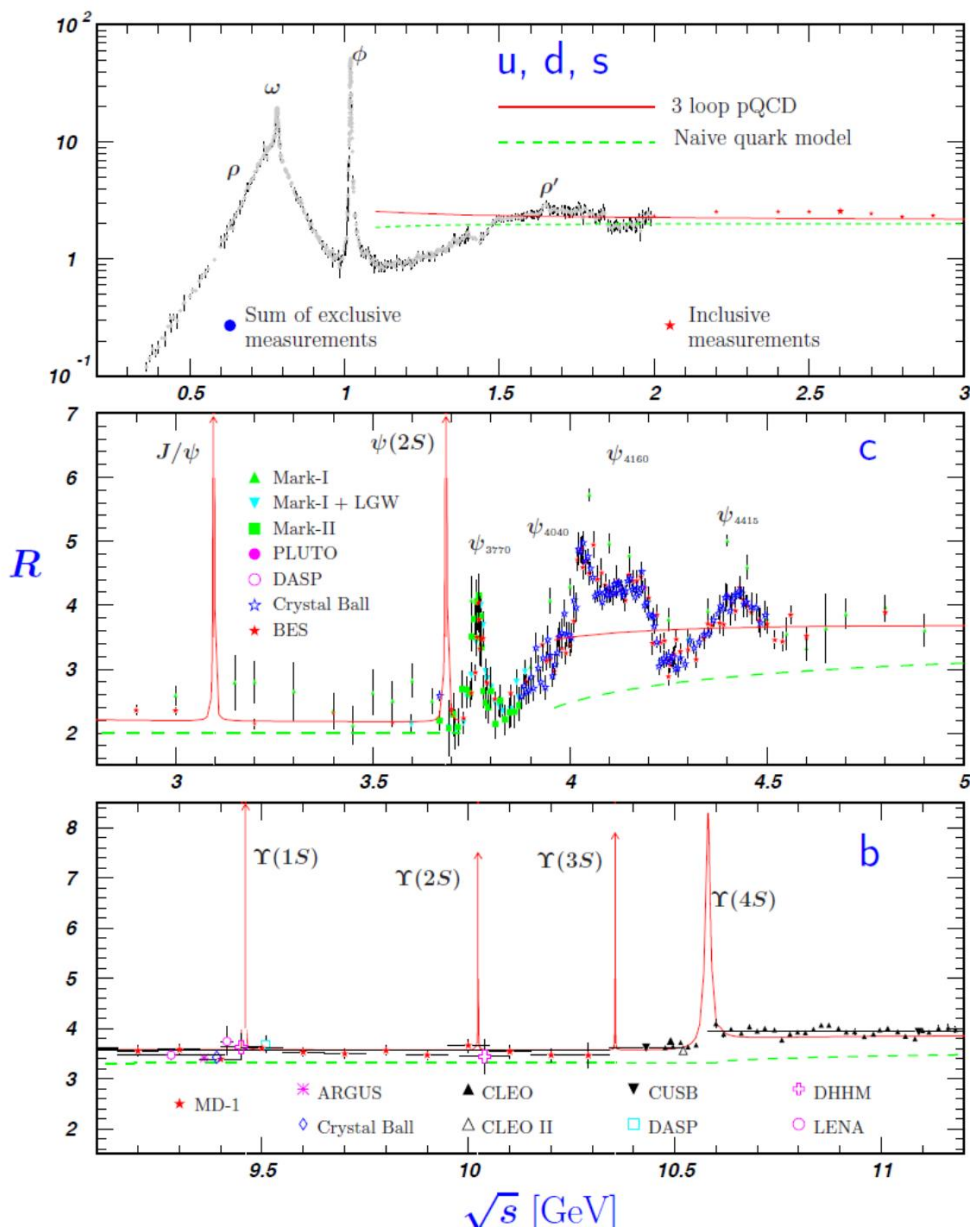 10 2
ϕ
u, d, s
ω
3 loop pQCD
Naive quark model
10
ρ
ρ′
1
Sum of exclusive measurements
Inclusive measurements
10 -1
0.5 1 1.5 2 2.5 3
7
J/ψ
ψ(2S)
ψ4160
c
6
Mark-I
Mark-I + LGW
Mark-II
PLUTO
DASP
Crystal Ball
BES
ψ3770
ψ4040
ψ4415
5
R
4
3
2
3 3.5 4 4.5 5
8
Υ(1S)
Υ(2S)
Υ(3S)
Υ(4S)
b
7
6
5
4
3
2
MD-1
ARGUS
CLEO
CUSB
DHHM
Crystal Ball
CLEO II
DASP
LENA
9.5 10 10.5 11
√s [GeV]